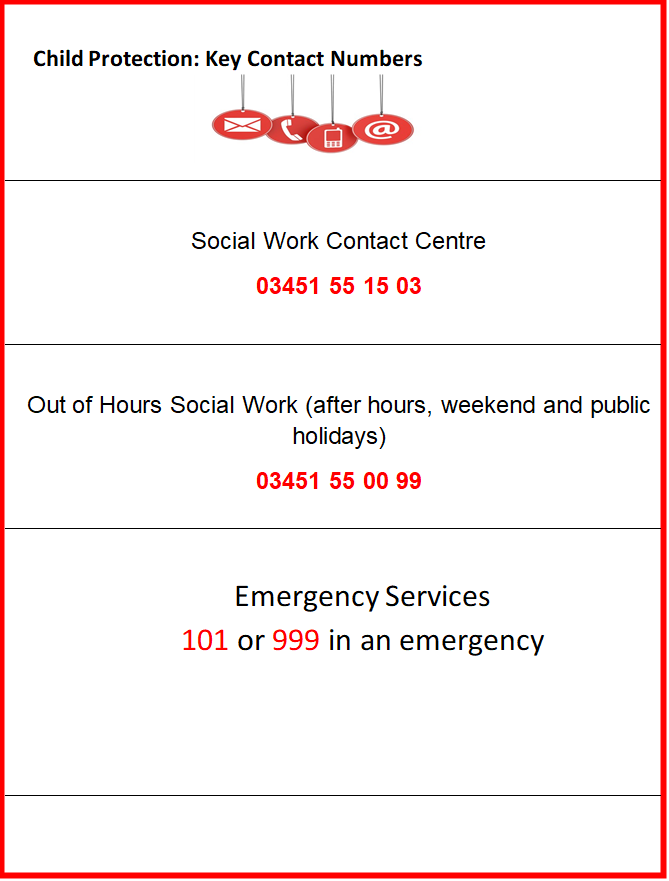 Child Protection: Key Contact Numbers
@
Social Work Contact Centre
03451 55 15 03
Out of Hours Social Work (after hours, weekend and public
holidays)
03451 55 00 99
Emergency Services
101 or 999 in an emergency